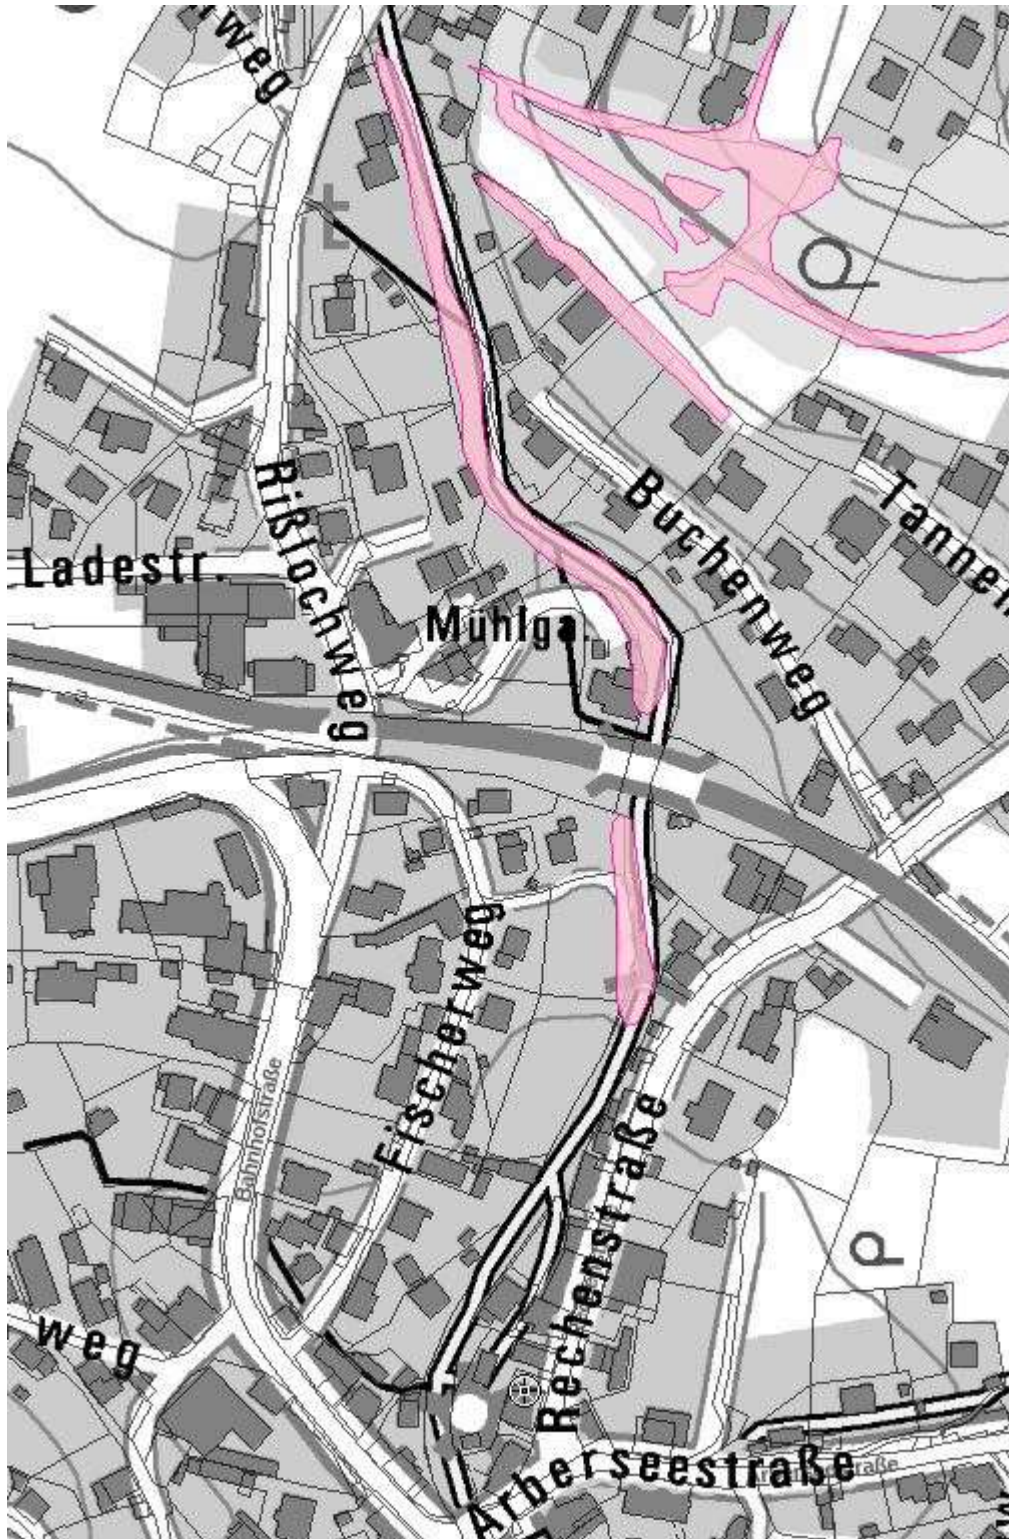 weg
Rißlochweg
Ladestr.
Buchenweg
Tannen
Mühlga.
Fischerweg
Bahnhofstraße
Rechenstraße
weg
Arberseestraße